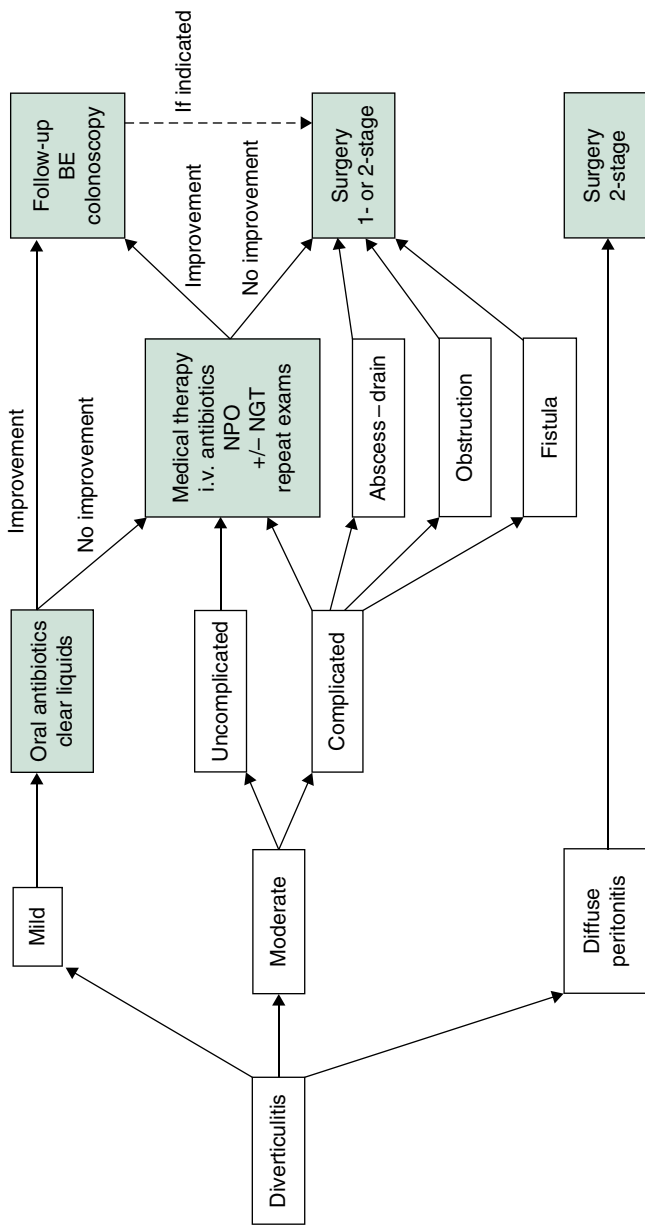 Diverticulitis
Mild
Moderate
Diffuse
peritonitis
Oral antibiotics
clear liquids
Uncomplicated
Complicated
Improvement
No improvement
Medical therapy
i.v. antibiotics
NPO
+/– NGT
repeat exams
Abscess – drain
Obstruction
Fistula
Improvement
No improvement
Follow-up
BE
colonoscopy
If indicated
Surgery
1- or 2-stage
Surgery
2-stage